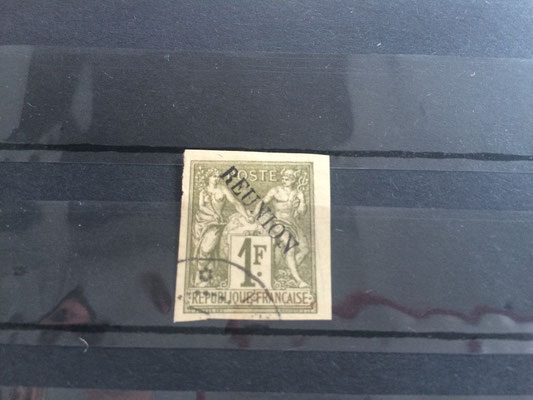 POSTE
REUNION
1F.
REPUBLIQUE FRANCAISE